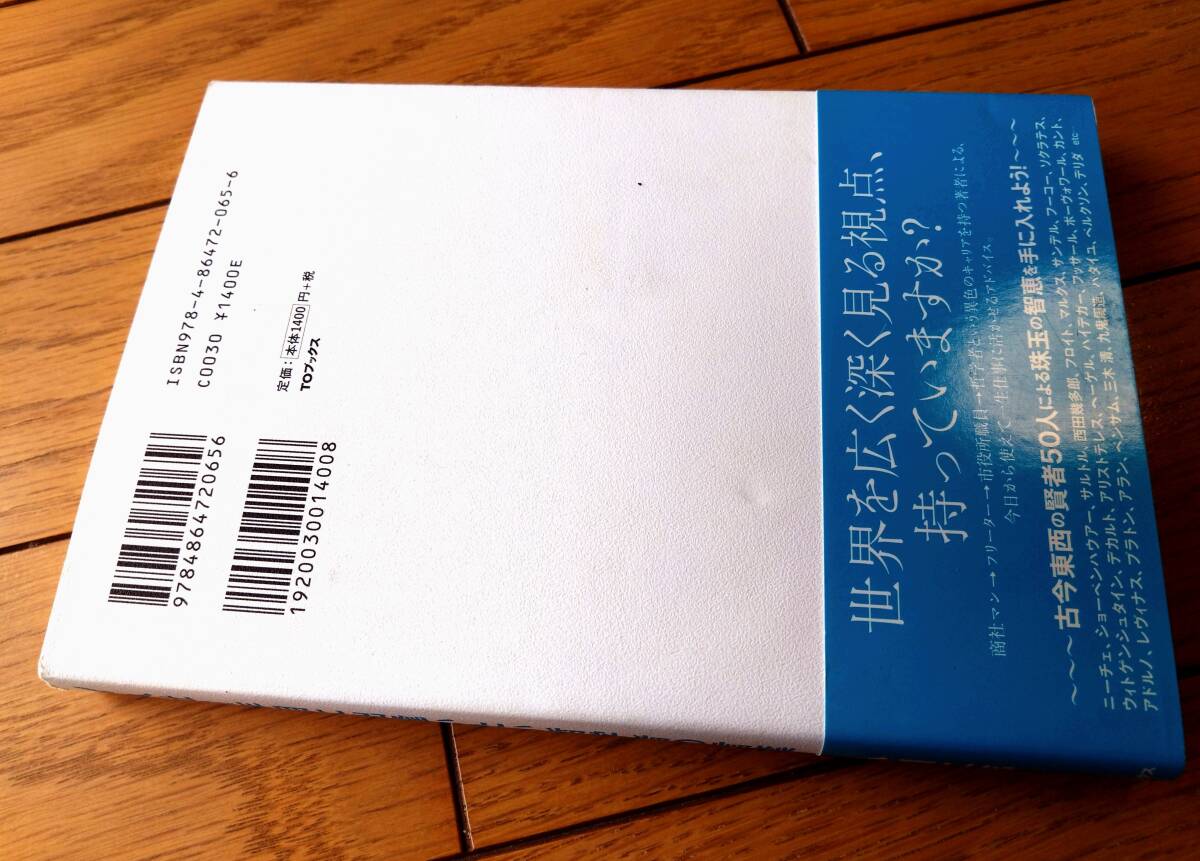 ISBN978-4-86472-065-6
C0030 ¥1400E
定価：本体1400円+税
TOブックス
9784864720656
1920030014008
世界を広く深く見る視点、
持っていますか？
商社マン→フリーター→市役所職員→哲学者という異色のキャリアを持つ著者による、
今日から使えて一生仕事に活かせるアドバイス。
～～～古今東西の賢者50人による珠玉の智恵を手に入れよう！～～～
ニーチェ、ショーペンハウアー、サルトル、西田幾多郎、フロイト、マルクス、サンデル、フーコー、ソクラテス、
ウィトゲンシュタイン、デカルト、アリストテレス、ヘーゲル、ハイデガー、フッサール、ボーヴォワール、カント、
アドルノ、レヴィナス、プラトン、アラン、ベンサム、三木 清、九鬼周造、バタイユ、ベルクソン、デリダ etc